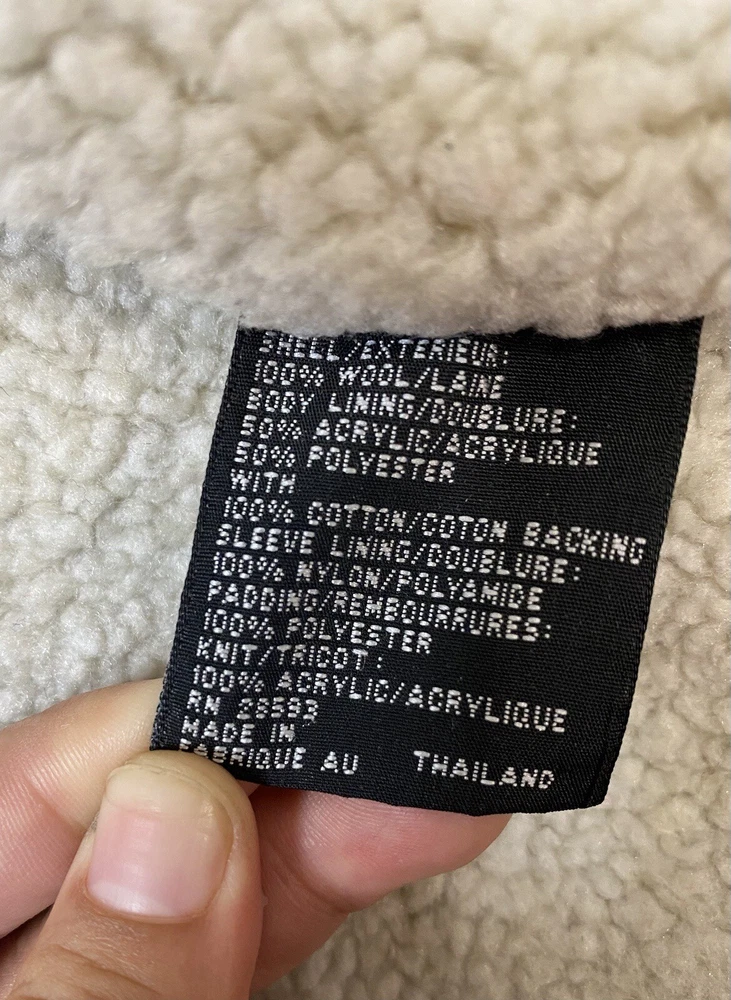 SHELL/EXTERIEUR:
100% WOOL/LAINE
BODY LINING/DOUBLURE:
50% ACRYLIC/ACRYLIQUE
50% POLYESTER
WITH
100% COTTON/COTON BACKING
SLEEVE LINING/DOUBLURE:
100% NYLON/POLYAMIDE
PADDING/REMBOURRURES:
100% POLYESTER
KNIT/TRICOT:
100% ACRYLIC/ACRYLIQUE
RN
MADE IN
FABRIQUE AU THAILAND